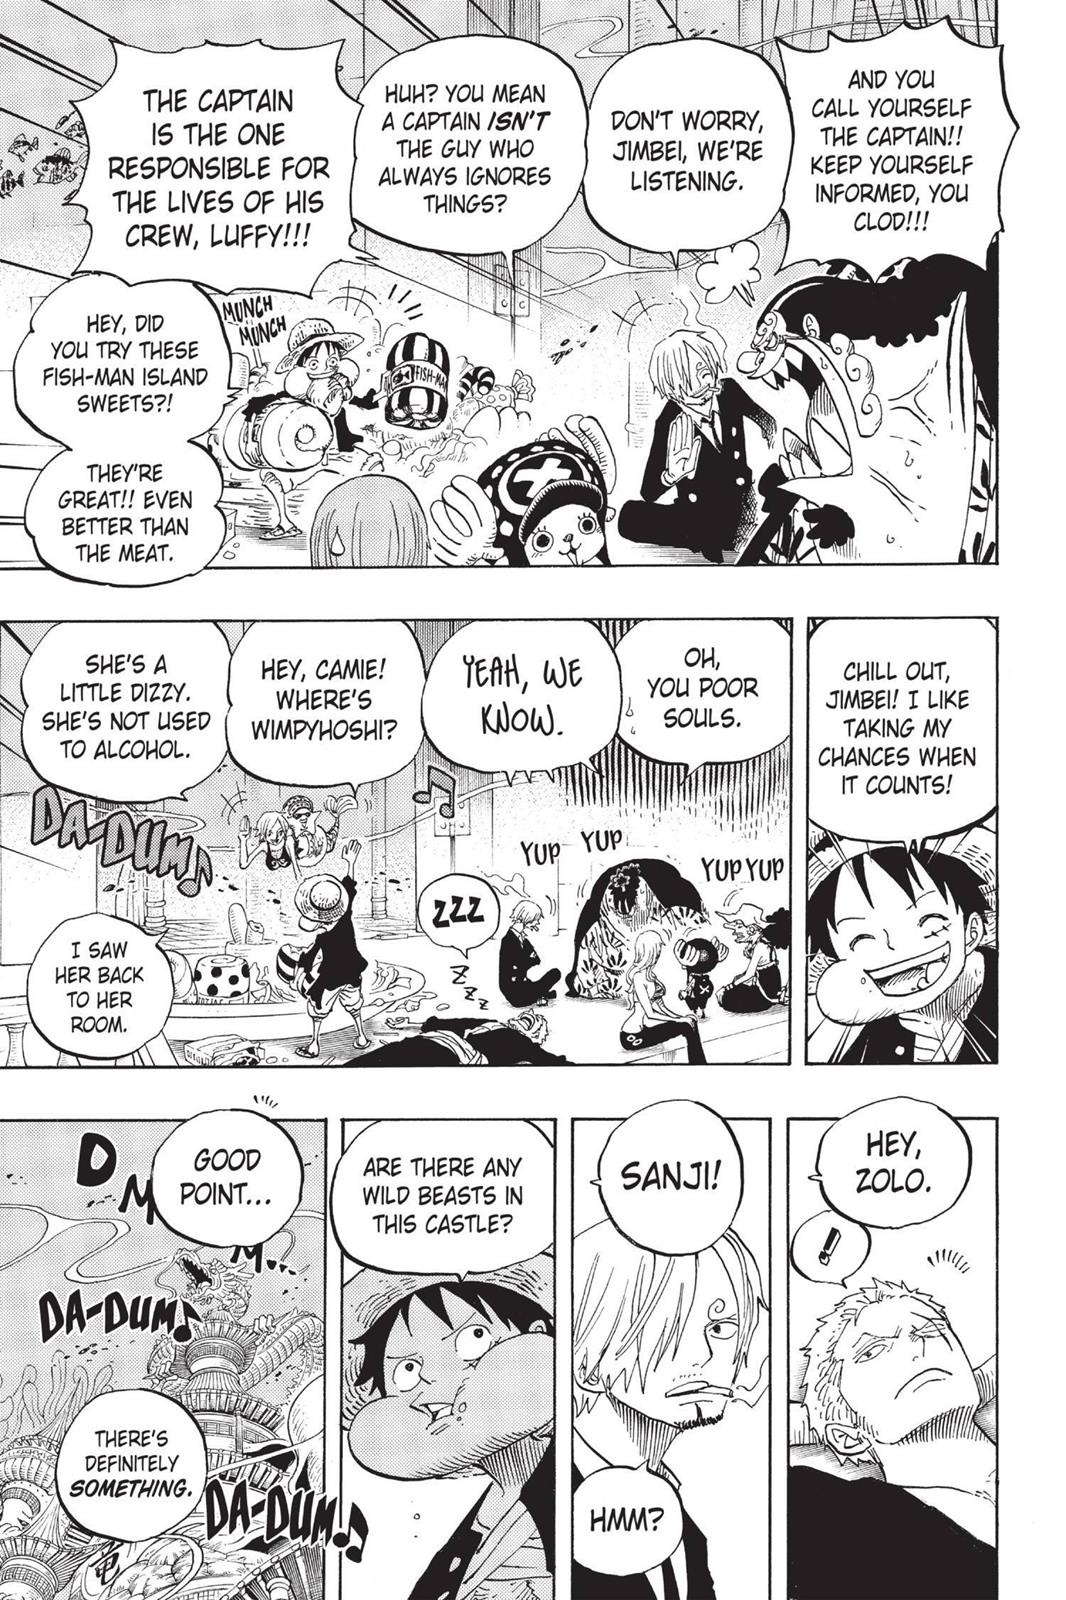 AND YOU
CALL YOURSELF
THE CAPTAIN!!
KEEP YOURSELF
INFORMED, YOU
CLOD!!!
DON'T WORRY,
JIMBEI, WE'RE
LISTENING.
HUH? YOU MEAN
A CAPTAIN ISN'T
THE GUY WHO
ALWAYS IGNORES
THINGS?
THE CAPTAIN
IS THE ONE
RESPONSIBLE FOR
THE LIVES OF HIS
CREW, LUFFY!!!
MUNCH
MUNCH
FISH-MAN
HEY, DID
YOU TRY THESE
FISH-MAN ISLAND
SWEETS?!
THEY'RE
GREAT!! EVEN
BETTER THAN
THE MEAT.
CHILL OUT,
JIMBEI! I LIKE
TAKING MY
CHANCES WHEN
IT COUNTS!
OH,
YOU POOR
SOULS.
YEAH, WE
KNOW.
YUP YUP
YUP YUP
HEY, CAMIE!
WHERE'S
WIMPYHOSHI?
ZZZ
ZZZZ
SHE'S A
LITTLE DIZZY.
SHE'S NOT USED
TO ALCOHOL.
DA-DUM♪
I SAW
HER BACK
TO HER
ROOM.
HEY,
ZOLO.
!
SANJI!
HMM?
ARE THERE ANY
WILD BEASTS IN
THIS CASTLE?
GOOD
POINT...
DMM...
DA-DUM♪
THERE'S
DEFINITELY
SOMETHING.
DA-DUM♪
竜